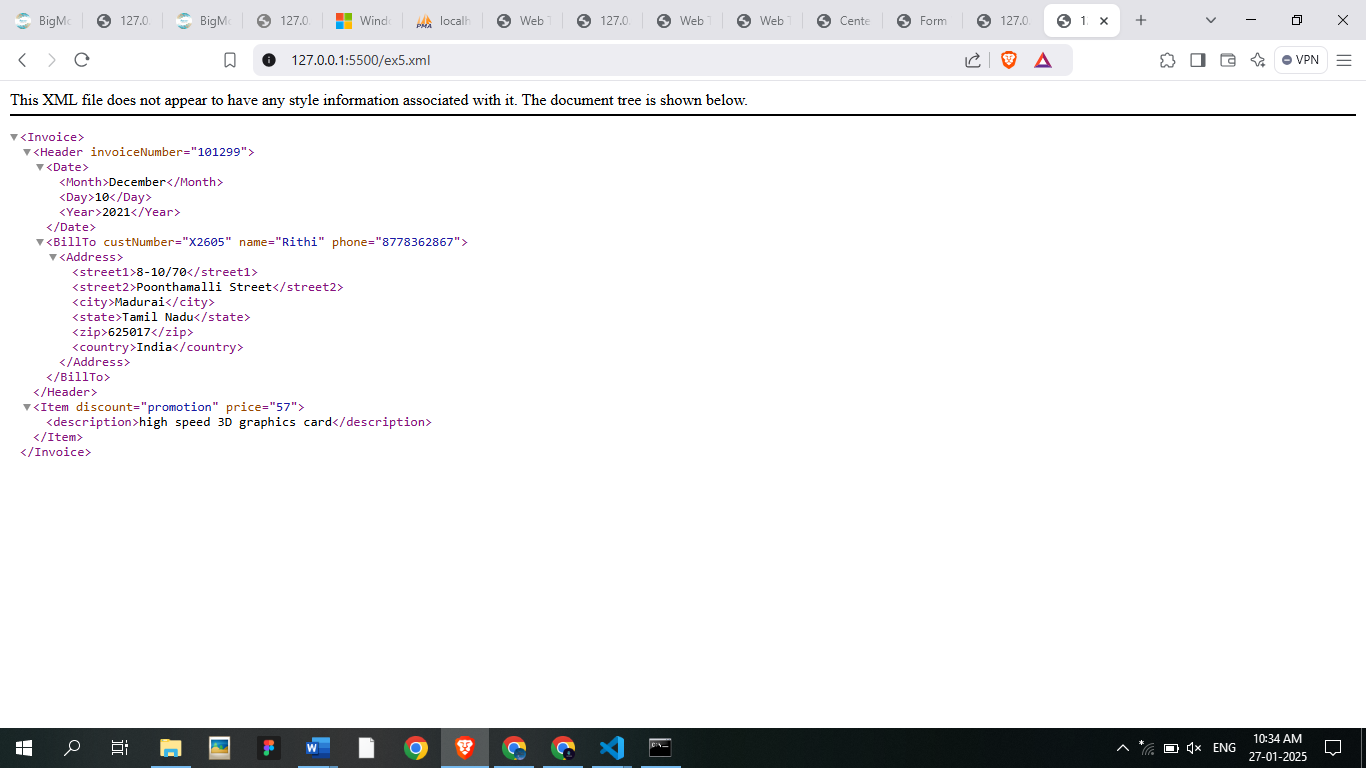 BigMo
127.0.
BigMo
127.0.
Windo
localh
Web T
127.0.
Web T
Web T
Cente
Form
127.0.
12
127.0.0.1:5500/ex5.xml
VPN
This XML file does not appear to have any style information associated with it. The document tree is shown below.
<Invoice>
<Header invoiceNumber="101299">
<Date>
<Month>December</Month>
<Day>10</Day>
<Year>2021</Year>
</Date>
<BillTo custNumber="X2605" name="Rithi" phone="8778362867">
<Address>
<street1>8-10/70</street1>
<street2>Poonthamalli Street</street2>
<city>Madurai</city>
<state>Tamil Nadu</state>
<zip>625017</zip>
<country>India</country>
</Address>
</BillTo>
</Header>
<Item discount="promotion" price="57">
<description>high speed 3D graphics card</description>
</Item>
</Invoice>
ENG
10:34 AM
27-01-2025